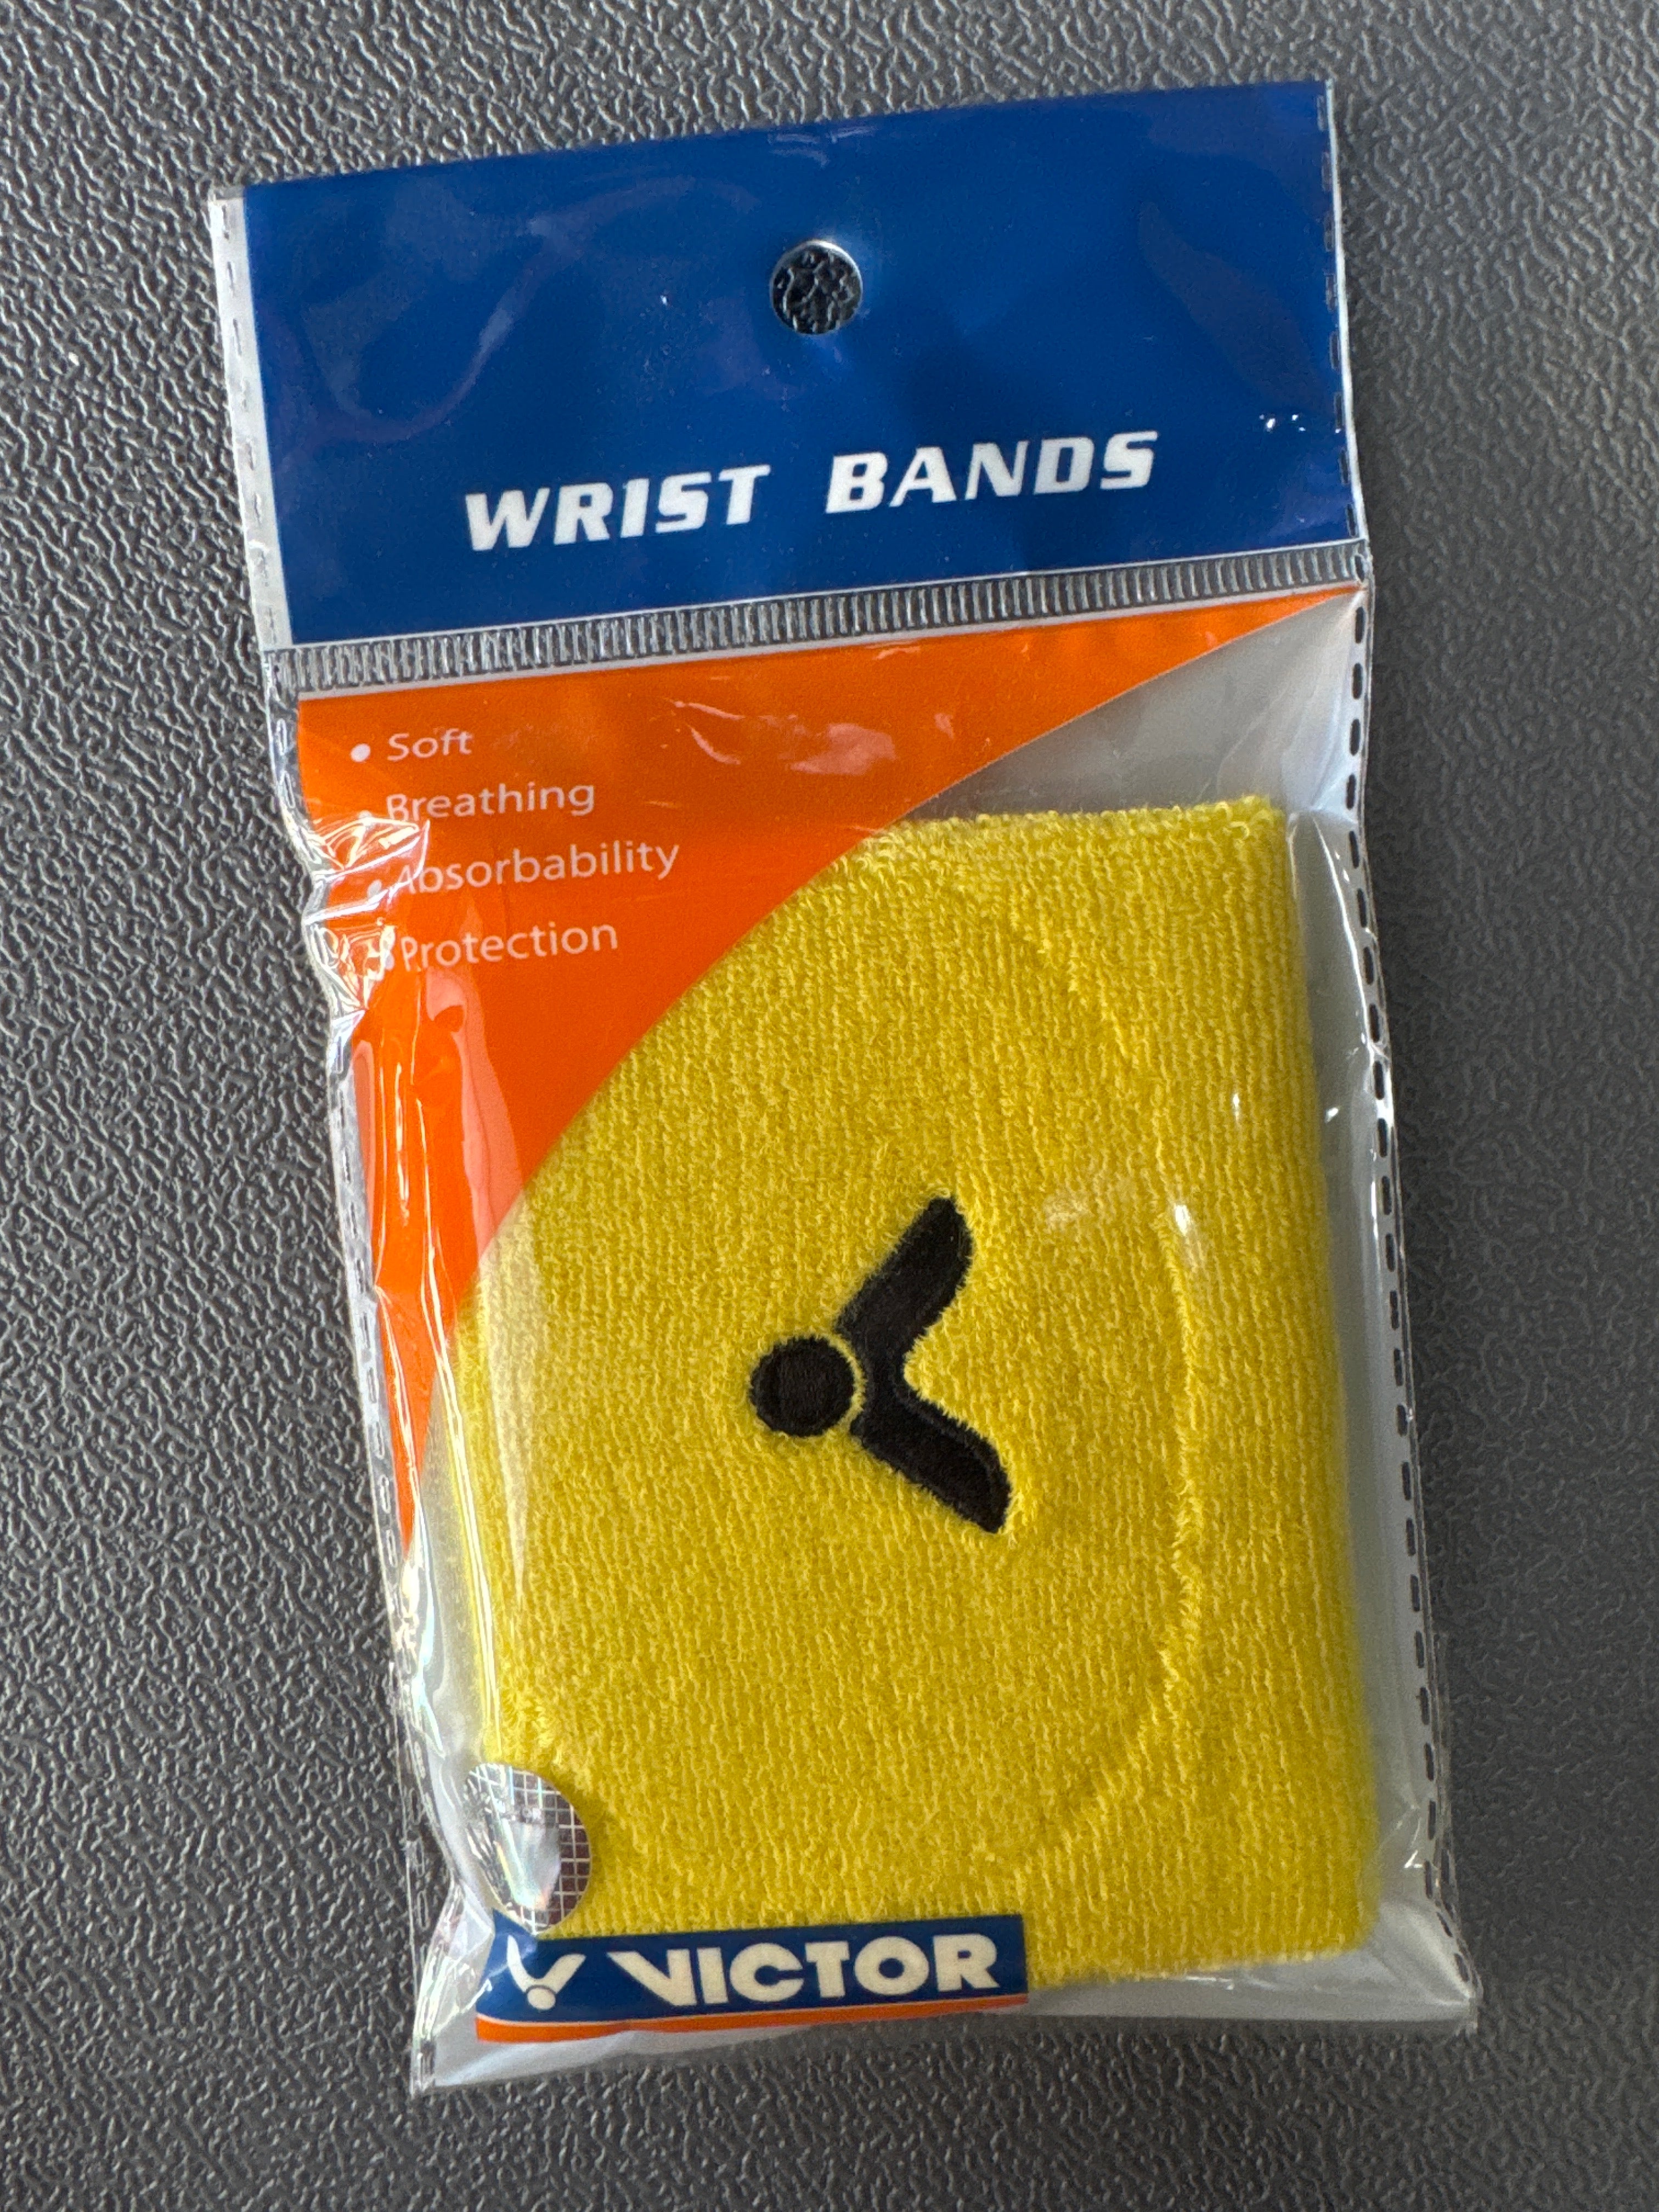 WRIST BANDS
• Soft
• Breathing
• Absorbability
• Protection
VICTOR